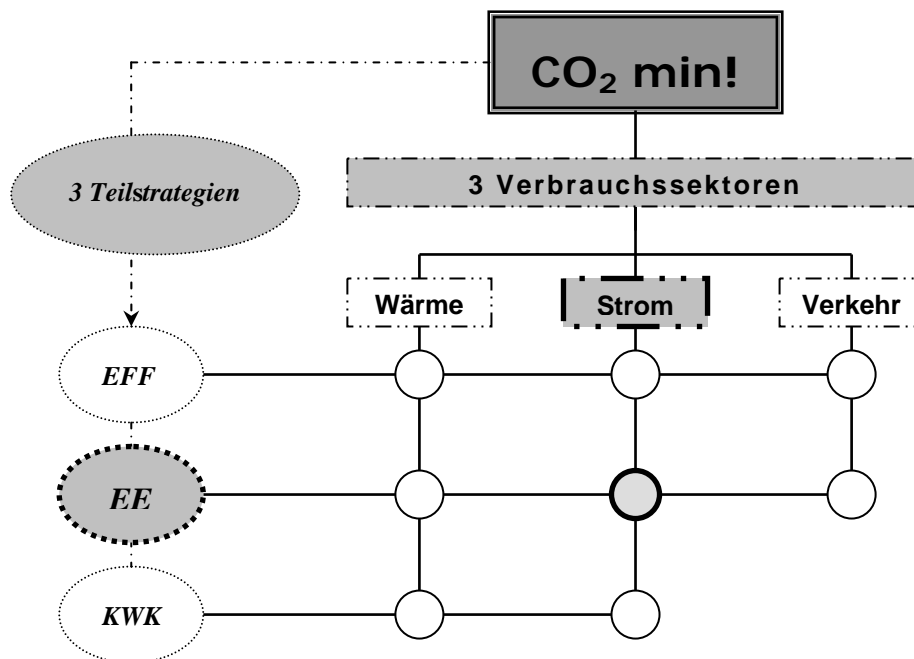 CO₂ min!
3 Teilstrategien
3 Verbrauchssektoren
Wärme
Strom
Verkehr
EFF
EE
KWK